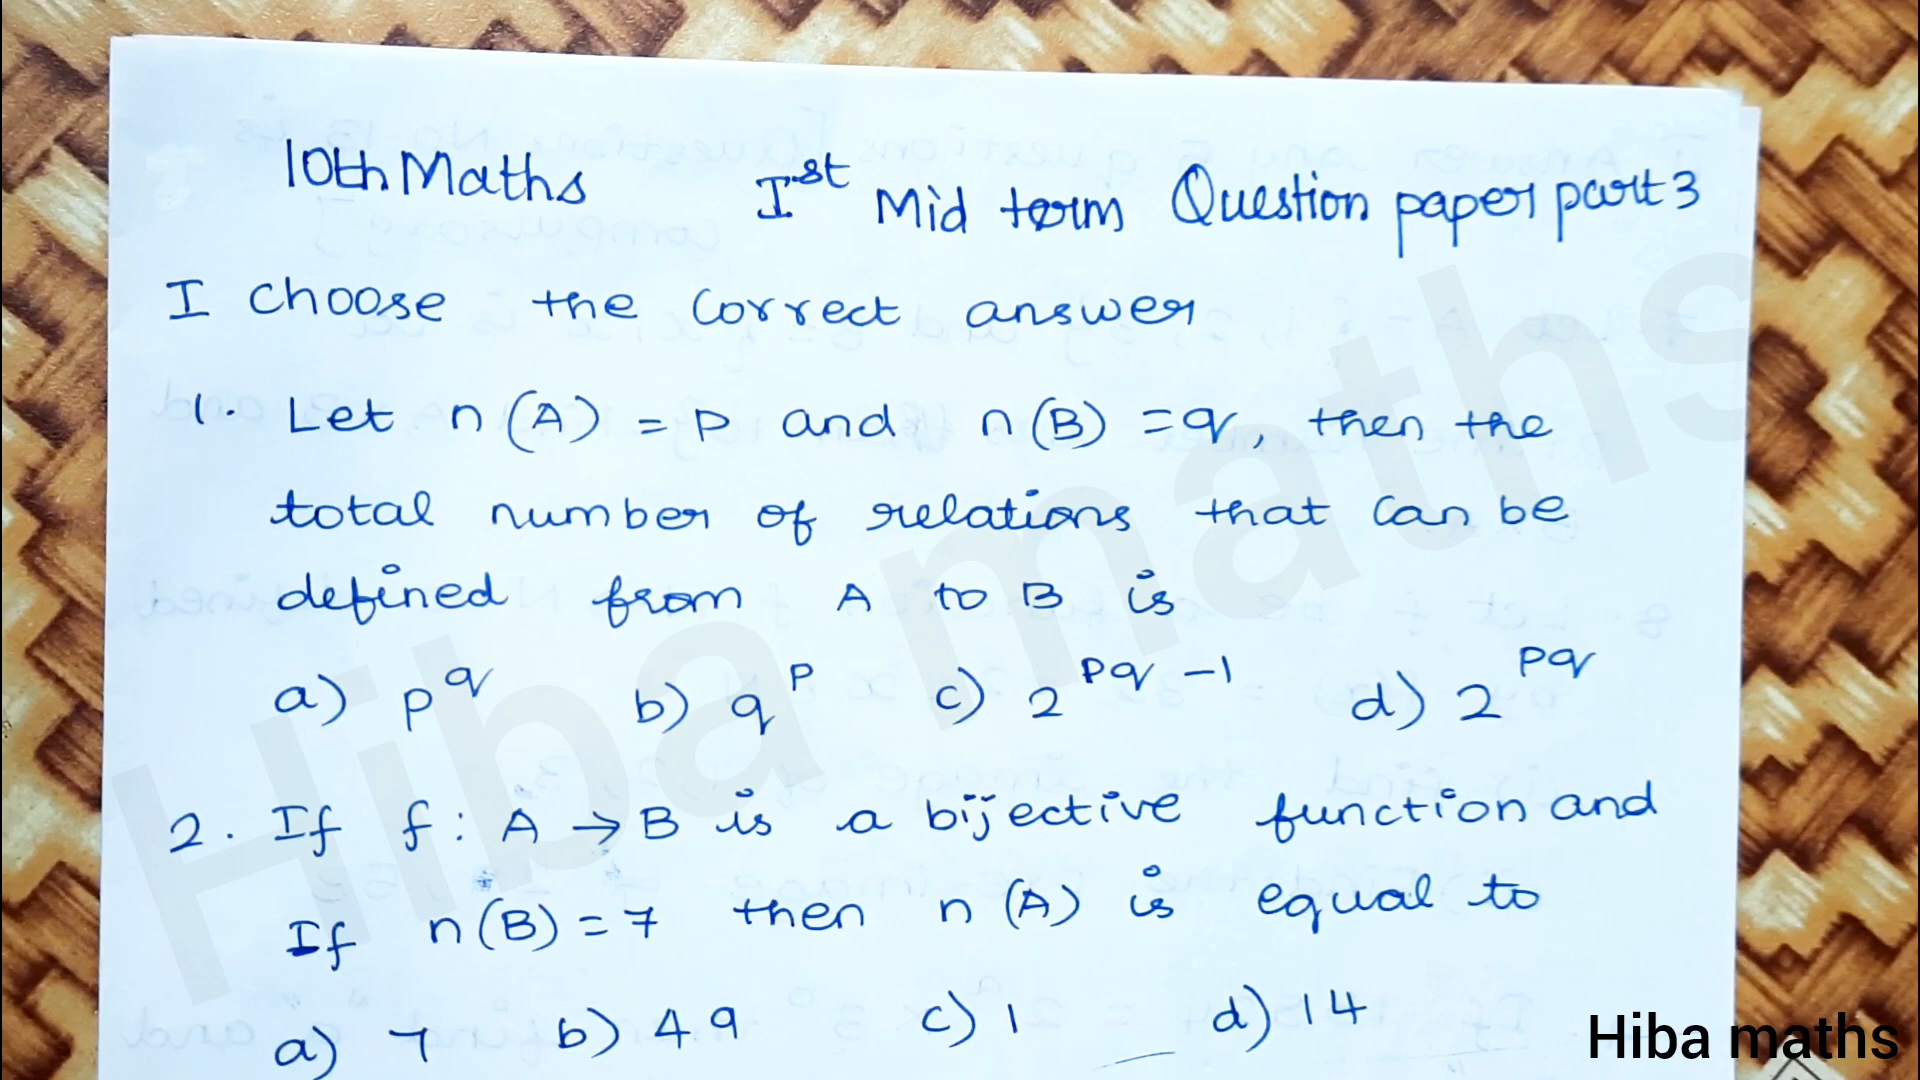 10th Maths Ist Mid term Question paper part 3
I choose the correct answer
1. Let n(A) = P and n(B) = q, then the
total number of relations that can be
defined from A to B is
a) p^q b) q^p c) 2^pq -1 d) 2^pq
2. If f : A → B is a bijective function and
If n(B) = 7 then n(A) is equal to
a) 7 b) 49 c) 1 d) 14
Hiba maths
Hiba maths